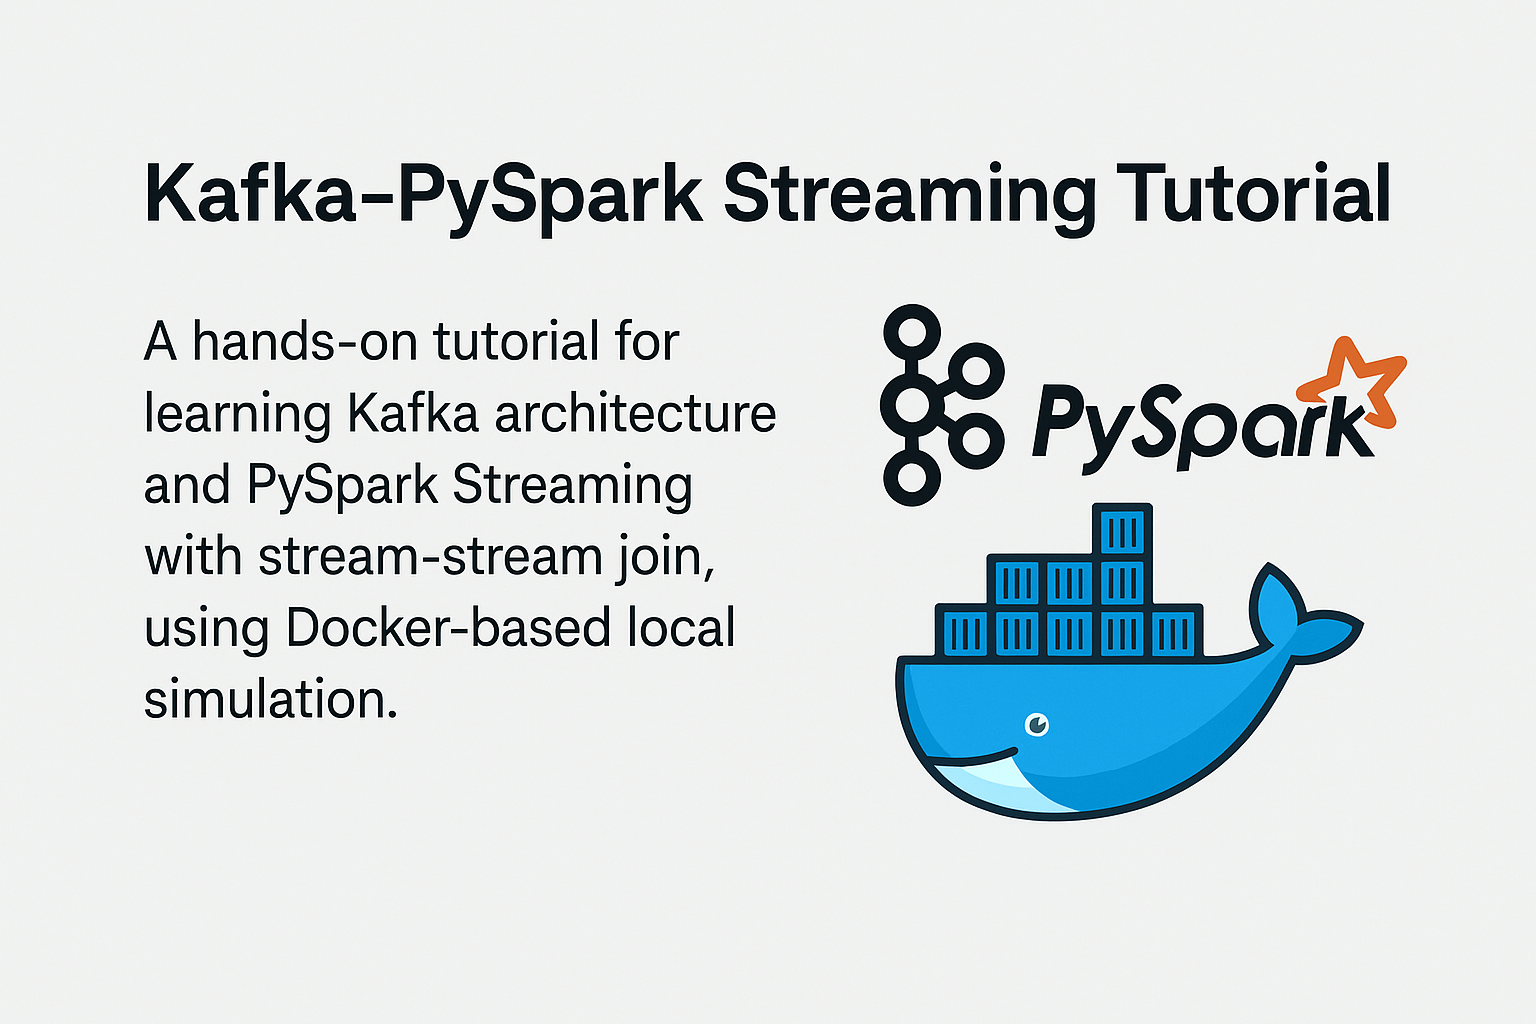 Kafka–PySpark Streaming Tutorial
A hands-on tutorial for
learning Kafka architecture
and PySpark Streaming
with stream-stream join,
using Docker-based local
simulation.
PySpark